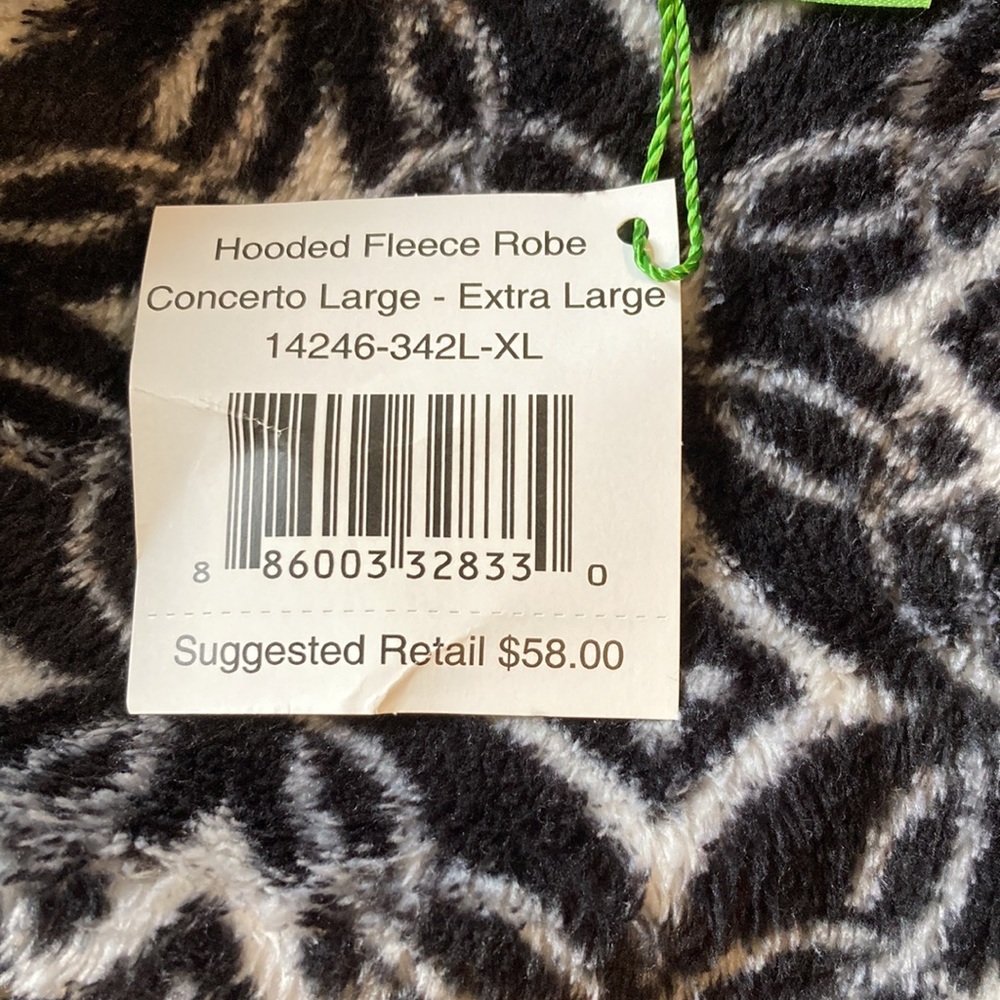 Hooded Fleece Robe
Concerto Large - Extra Large
14246-342L-XL
8 86003 32833 0
Suggested Retail $58.00